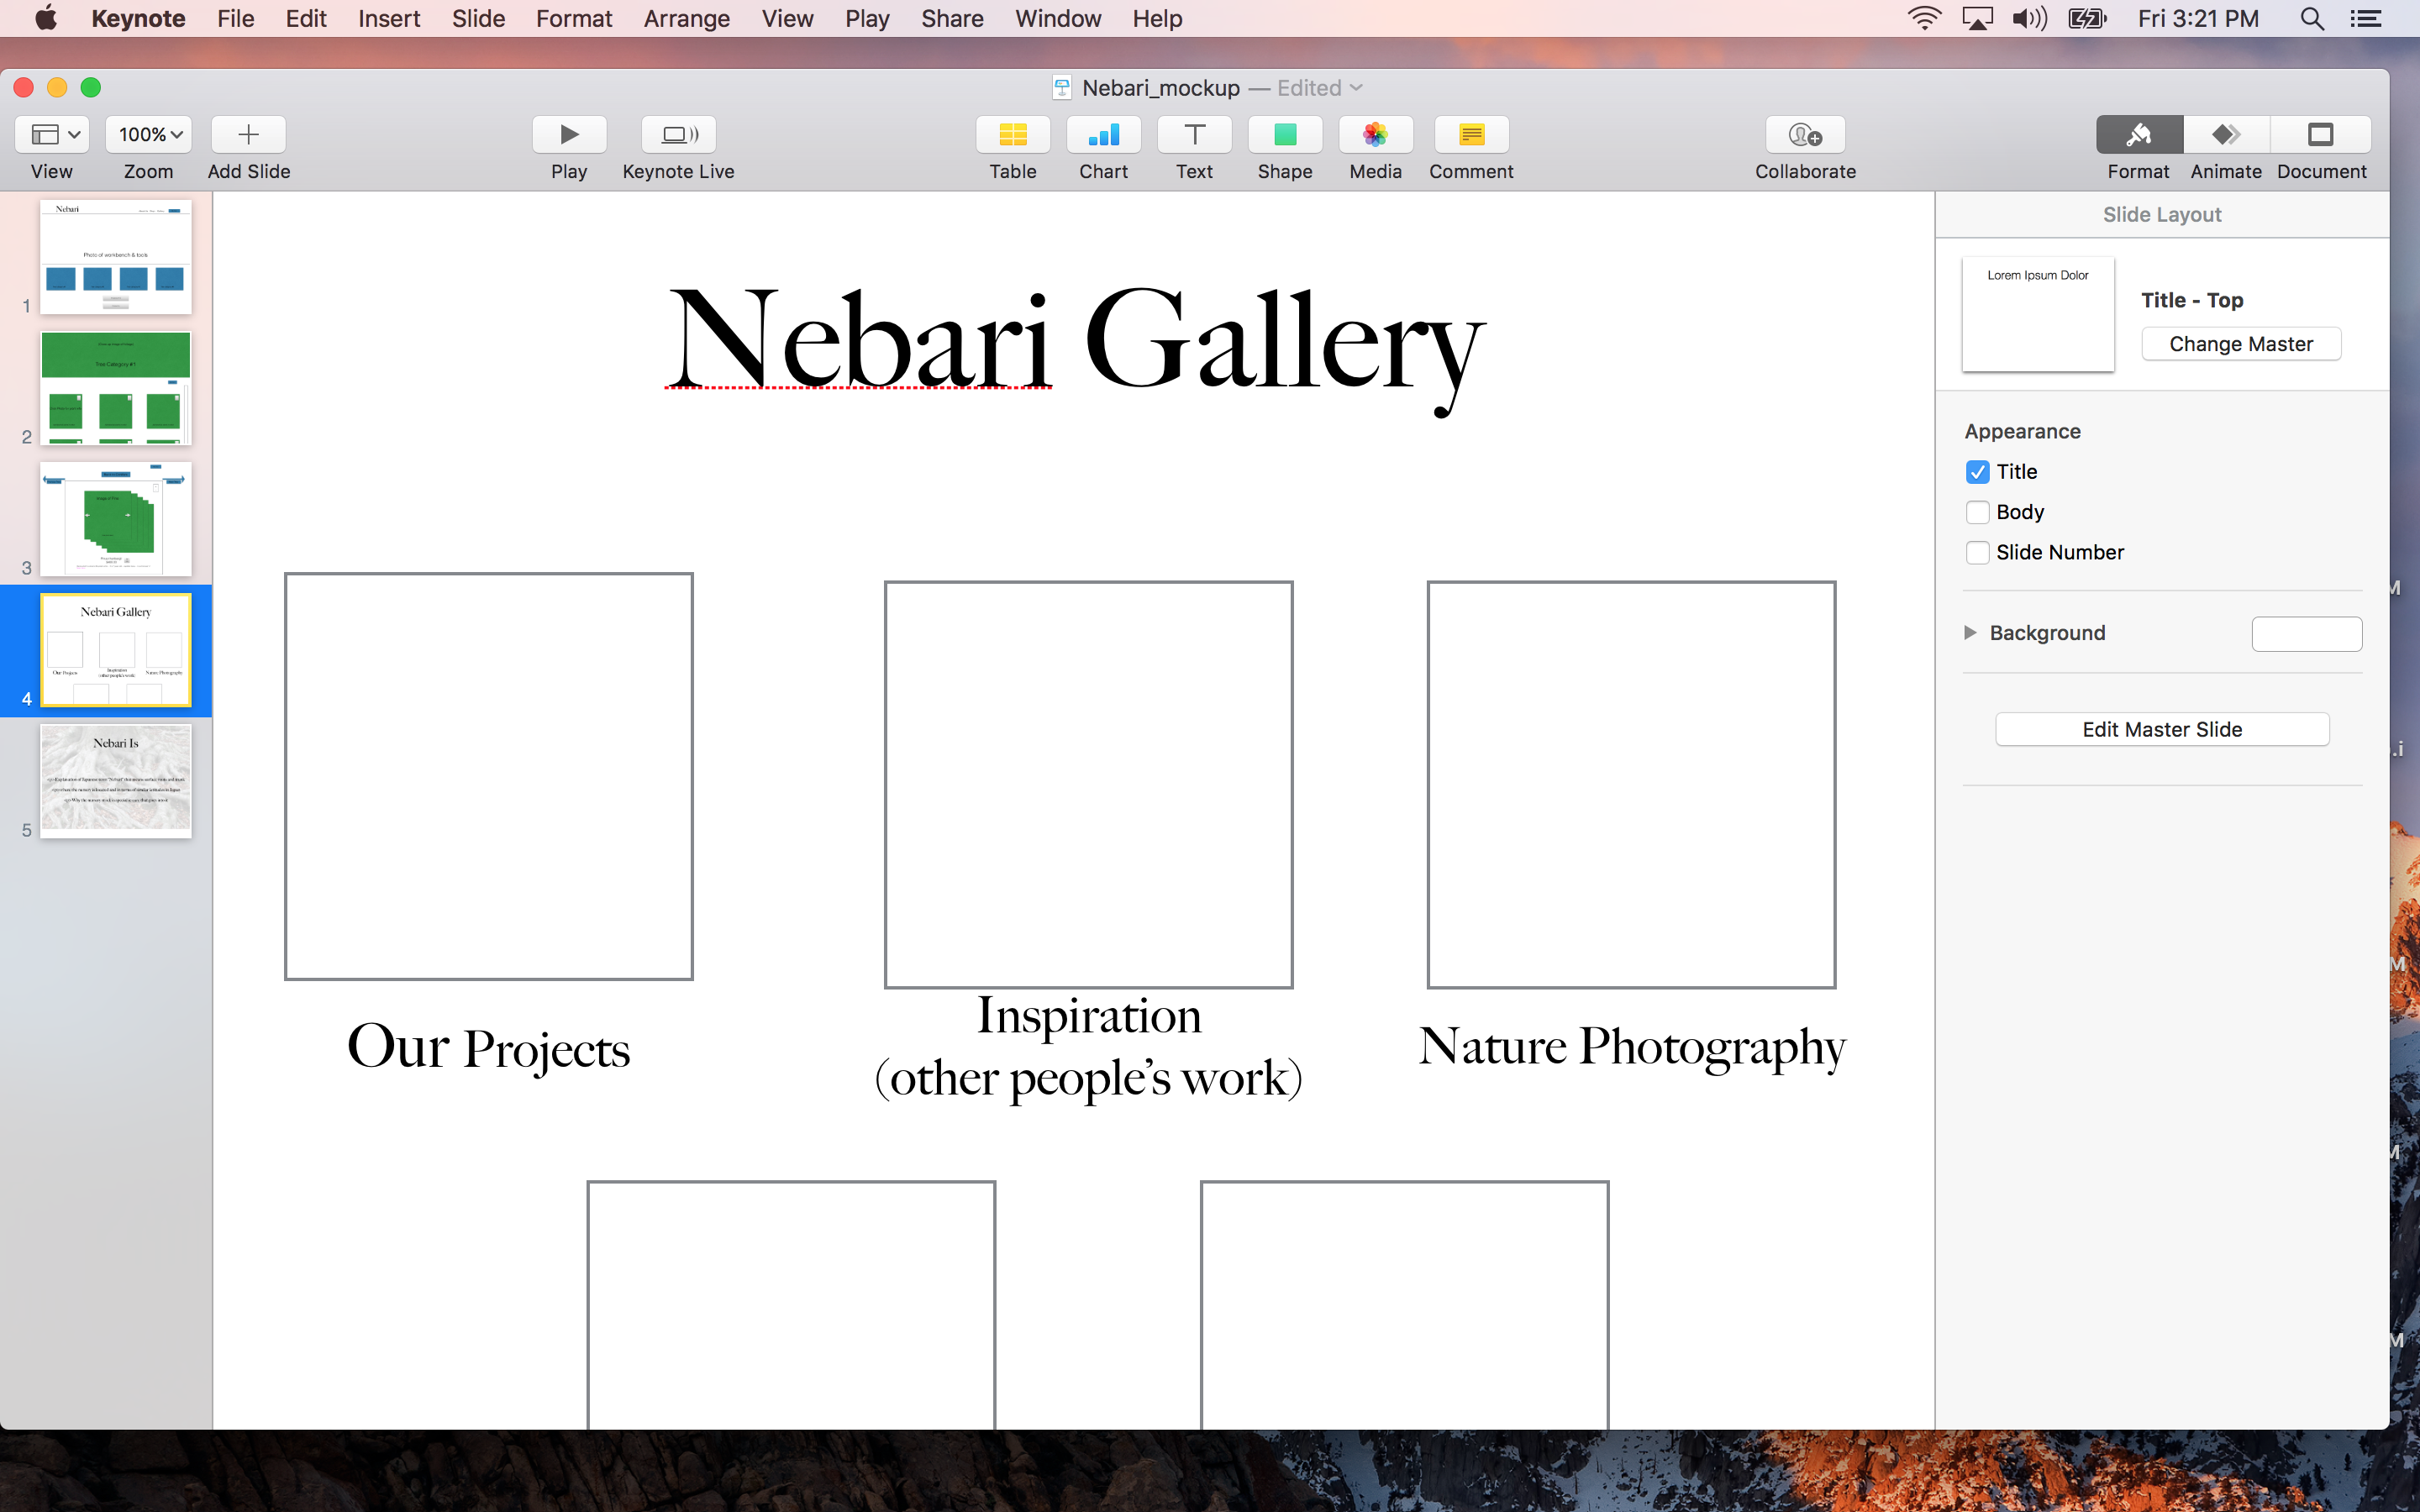 Keynote File Edit Insert Slide Format Arrange View Play Share Window Help Fri 3:21 PM
Nebari_mockup — Edited
100%
View Zoom Add Slide Play Keynote Live Table Chart Text Shape Media Comment Collaborate Format Animate Document
Nebari
Photo of workbench & tools
1
Tree Category #1
2
3
Nebari Gallery
Our Projects
Inspiration
(other people's work)
Nature Photography
4
Nebari Is
5
Nebari Gallery
Our Projects
Inspiration
(other people’s work)
Nature Photography
Slide Layout
Lorem Ipsum Dolor
Title - Top
Change Master
Appearance
Title
Body
Slide Number
Background
Edit Master Slide
M
.i
M
M
M